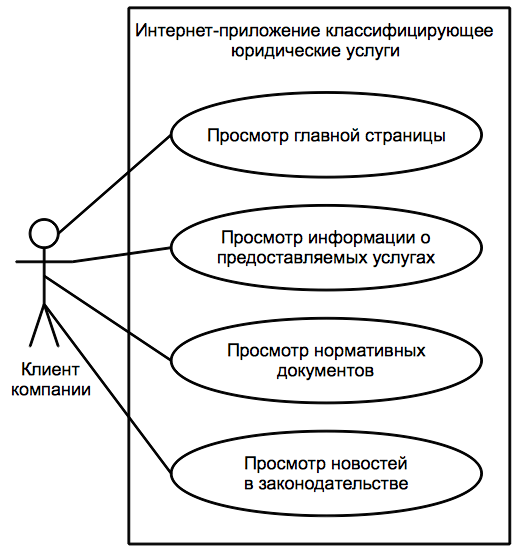 Интернет-приложение классифицирующее
юридические услуги
Просмотр главной страницы
Просмотр информации о
предоставляемых услугах
Просмотр нормативных
документов
Клиент
компании
Просмотр новостей
в законодательстве